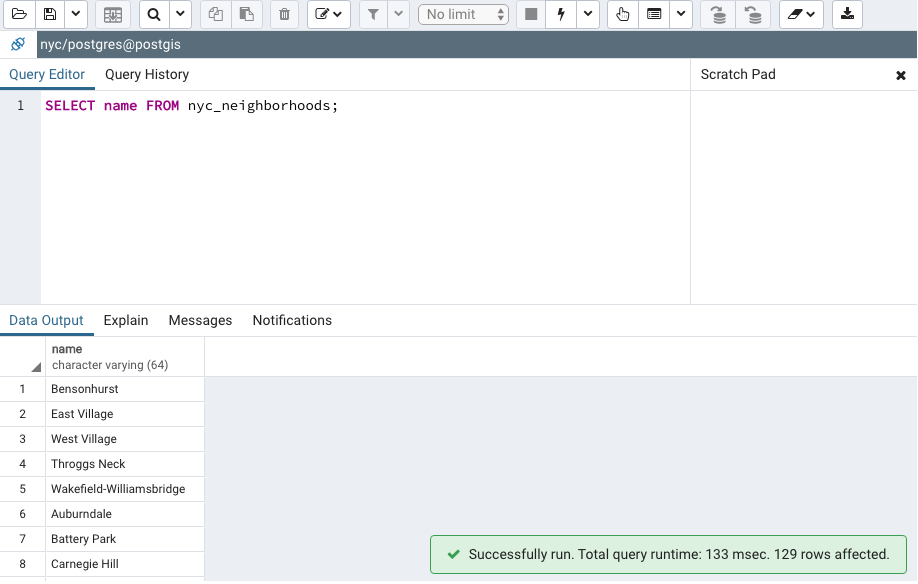 No limit
nyc/postgres@postgis
Query Editor Query History Scratch Pad
1 SELECT name FROM nyc_neighborhoods;
Data Output Explain Messages Notifications
name
character varying (64)
1 Bensonhurst
2 East Village
3 West Village
4 Throggs Neck
5 Wakefield-Williamsbridge
6 Auburndale
7 Battery Park
8 Carnegie Hill
Successfully run. Total query runtime: 133 msec. 129 rows affected.